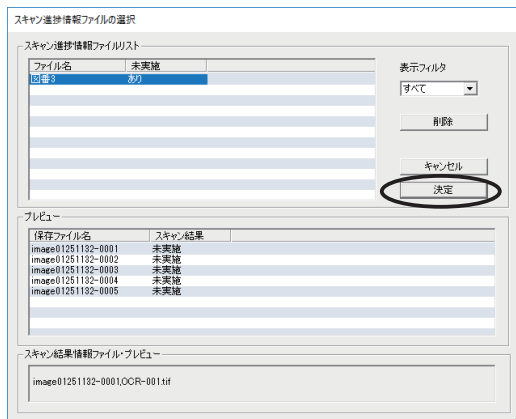 スキャン進捗情報ファイルの選択
スキャン進捗情報ファイルリスト
ファイル名 未実施
図番3 あり
表示フィルタ
すべて
削除
キャンセル
決定
プレビュー
保存ファイル名 スキャン結果
image01251132-0001 未実施
image01251132-0002 未実施
image01251132-0003 未実施
image01251132-0004 未実施
image01251132-0005 未実施
スキャン結果情報ファイル・プレビュー
image01251132-0001,OCR-001.tif